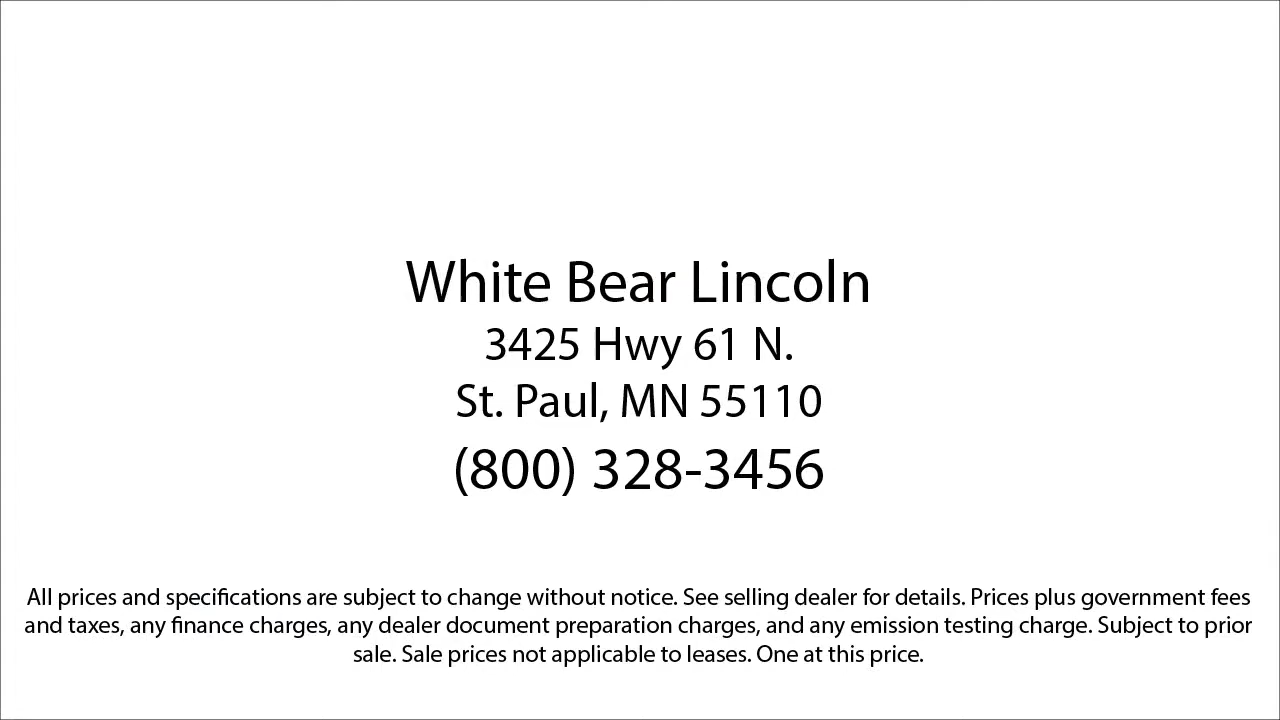 White Bear Lincoln
3425 Hwy 61 N.
St. Paul, MN 55110
(800) 328-3456
All prices and specifications are subject to change without notice. See selling dealer for details. Prices plus government fees
and taxes, any finance charges, any dealer document preparation charges, and any emission testing charge. Subject to prior
sale. Sale prices not applicable to leases. One at this price.